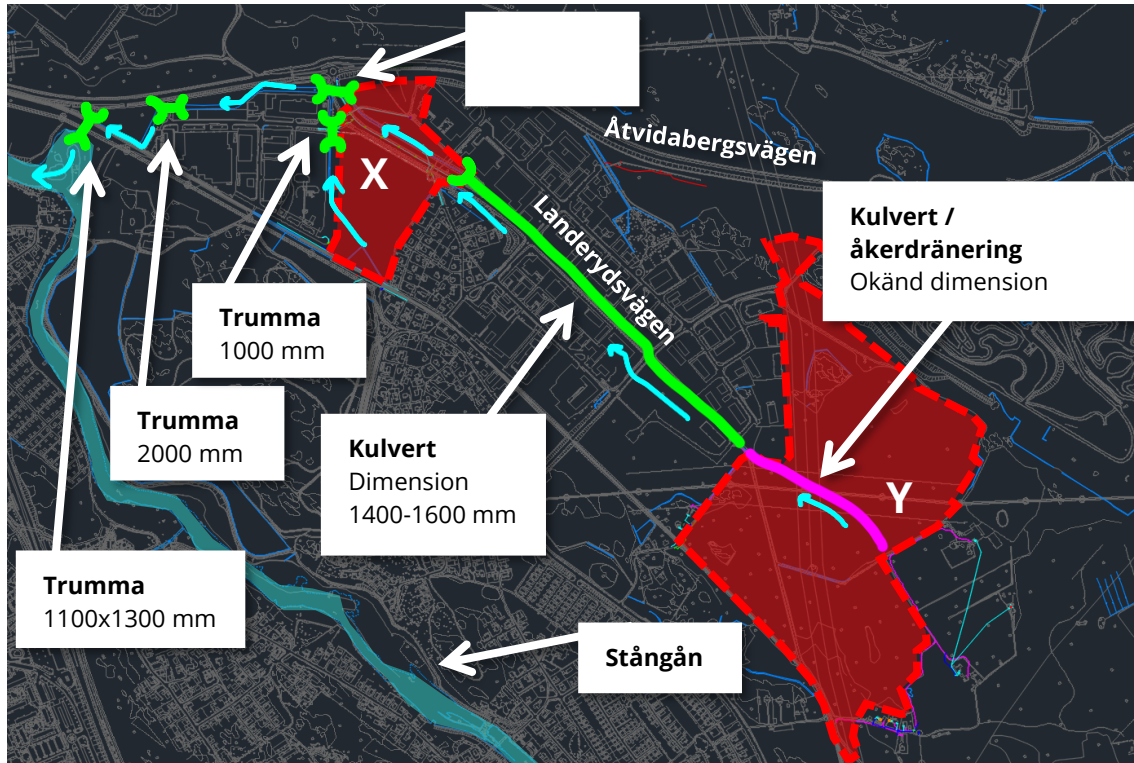 Åtvidabergsvägen
X
Landerydsvägen
Kulvert /
åkerdränering
Okänd dimension
Trumma
1000 mm
Trumma
2000 mm
Kulvert
Dimension
1400-1600 mm
Y
Trumma
1100x1300 mm
Stångån